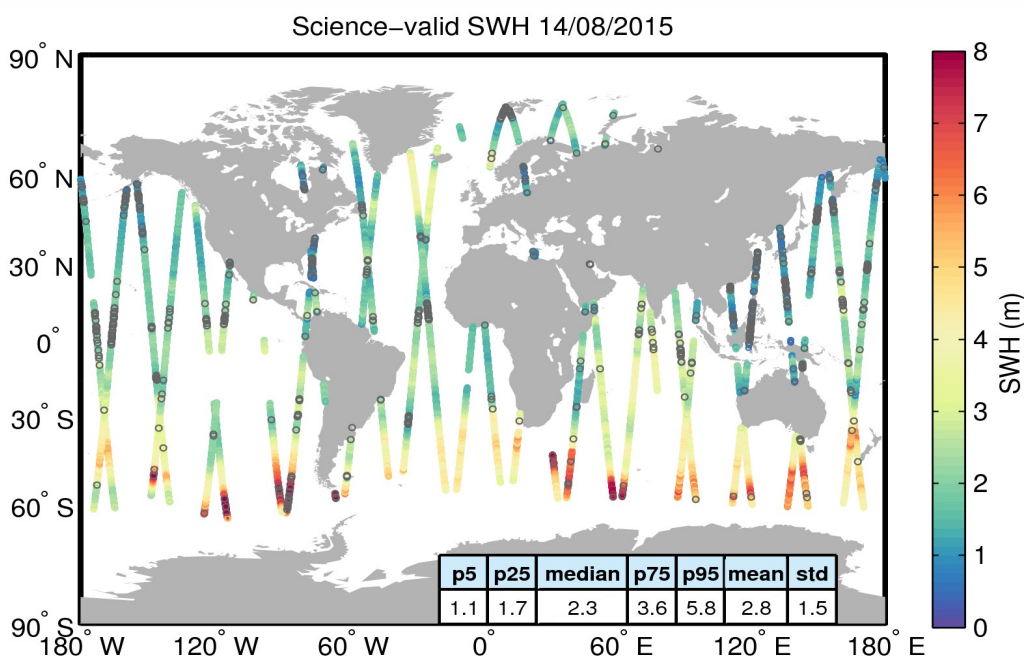 Science−valid SWH 14/08/2015
90° N
60° N
30° N
0°
30° S
60° S
90° S
180° W
120° W
60° W
0°
60° E
120° E
180° E
p5 p25 median p75 p95 mean std
1.1 1.7 2.3 3.6 5.8 2.8 1.5
8
7
6
5
4
3
2
1
0
SWH (m)